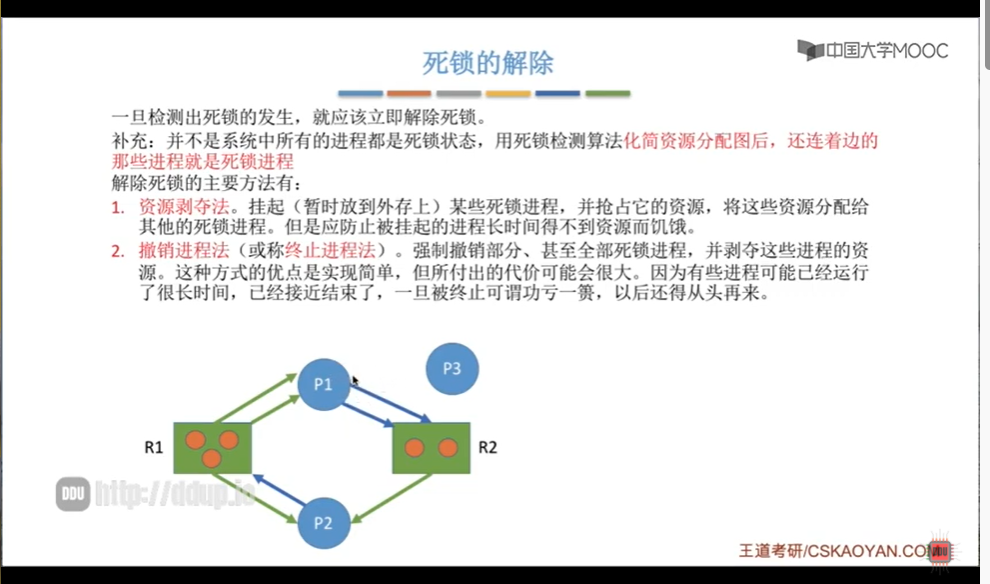 中国大学MOOC
死锁的解除
一旦检测出死锁的发生，就应该立即解除死锁。
补充：并不是系统中所有的进程都是死锁状态，用死锁检测算法化简资源分配图后，还连着边的
那些进程就是死锁进程
解除死锁的主要方法有：
1. 资源剥夺法。挂起（暂时放到外存上）某些死锁进程，并抢占它的资源，将这些资源分配给
其他的死锁进程。但是应防止被挂起的进程长时间得不到资源而饥饿。
2. 撤销进程法（或称终止进程法）。强制撤销部分、甚至全部死锁进程，并剥夺这些进程的资
源。这种方式的优点是实现简单，但所付出的代价可能会很大。因为有些进程可能已经运行
了很长时间，已经接近结束了，一旦被终止可谓功亏一篑，以后还得从头再来。
P3
P1
R1
R2
DDU http://ddup.io
P2
王道考研/CSKAOYAN.CO